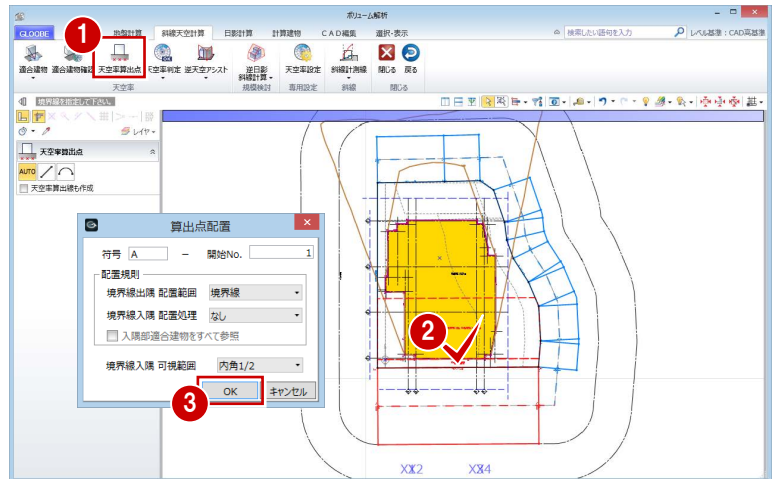 ボリューム解析
GLOOBE 地盤計算 斜線天空計算 日影計算 計算建物 CAD編集 選択・表示 検索したい語句を入力 レベル基準：CAD高基準
1
適合建物 適合建物確認 天空率算出点 天空率判定 逆天空アシスト 逆日影 斜線計算 天空率設定 斜線計測線 閉じる 戻る
天空率 規模検討 専用設定 斜線 閉じる
境界線を指定して下さい。
レイヤ
天空率算出点
AUTO
天空率算出線も作成
算出点配置
符号 A － 開始No. 1
配置規則
境界線出隅 配置範囲 境界線
境界線入隅 配置処理 なし
入隅部適合建物をすべて参照
境界線入隅 可視範囲 内角1/2
OK キャンセル
2
3
X2 X4